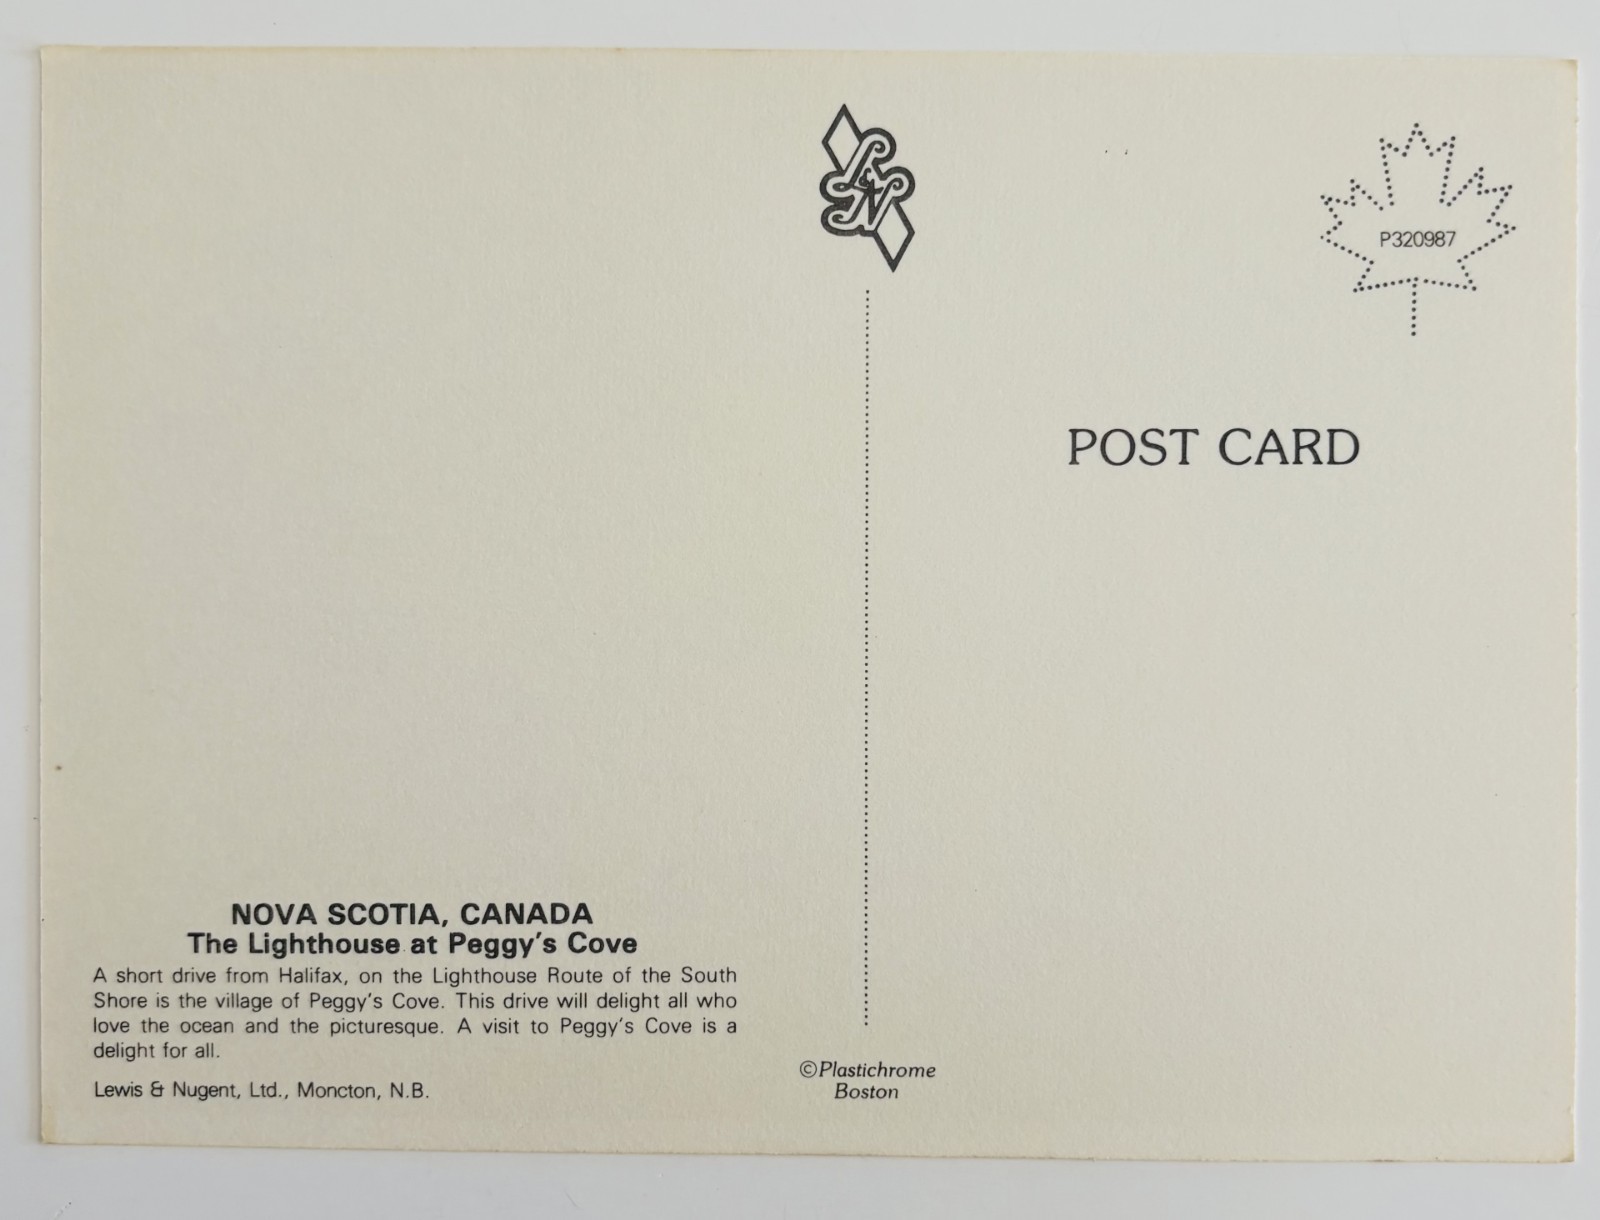 L&N
P320987
POST CARD
NOVA SCOTIA, CANADA
The Lighthouse at Peggy's Cove
A short drive from Halifax, on the Lighthouse Route of the South
Shore is the village of Peggy's Cove. This drive will delight all who
love the ocean and the picturesque. A visit to Peggy's Cove is a
delight for all.
Lewis & Nugent, Ltd., Moncton, N.B.
©Plastichrome
Boston